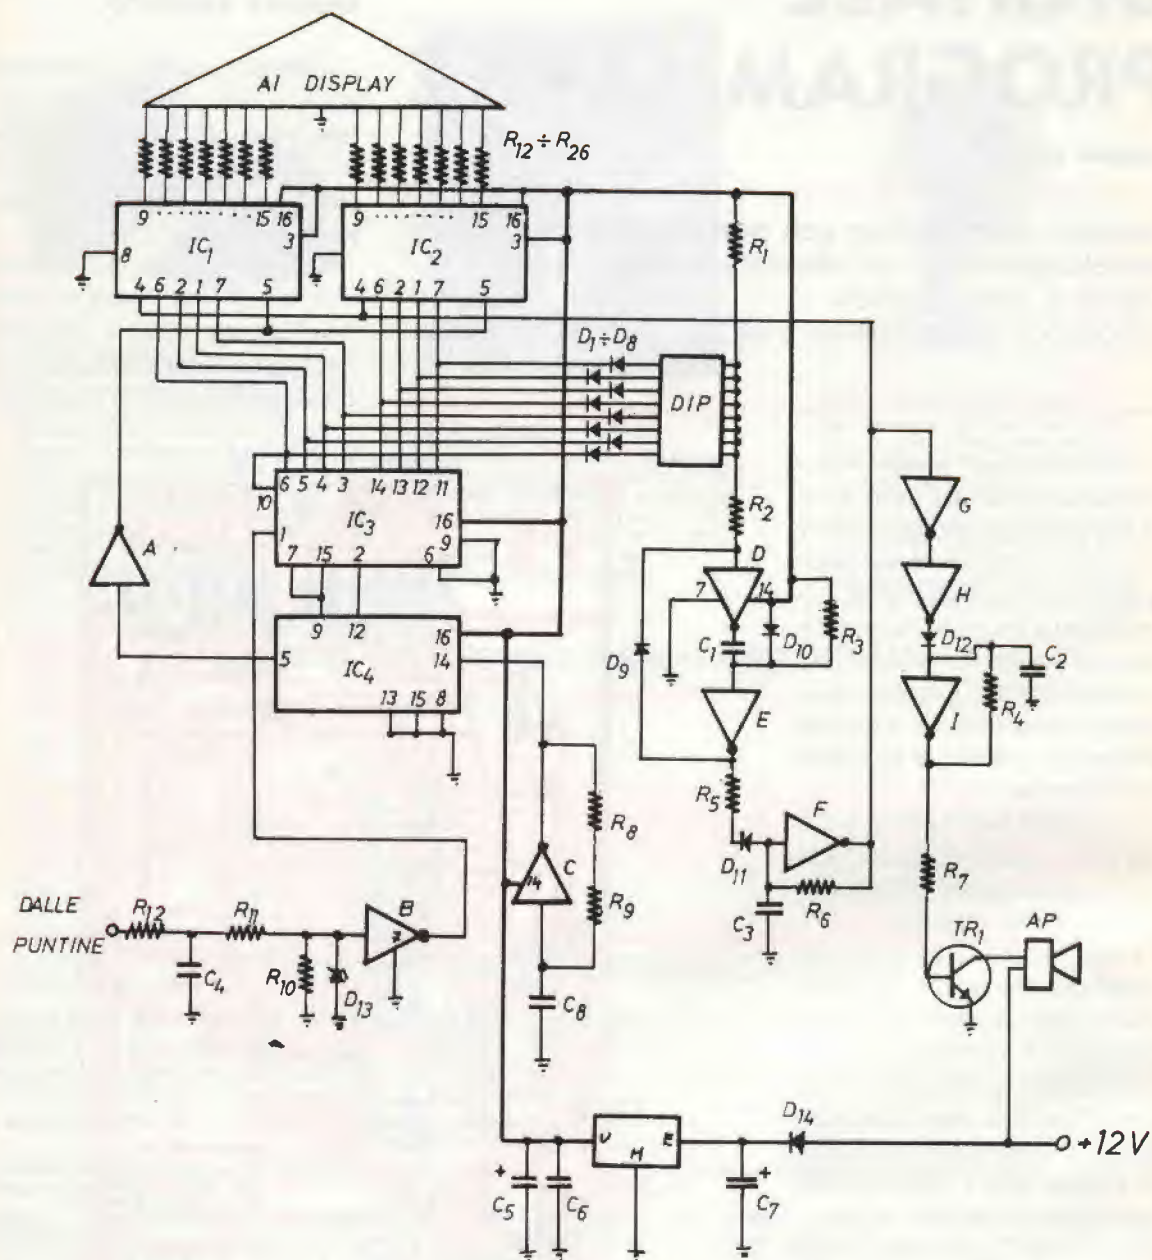 PROGRAM
AI DISPLAY
R12 ÷ R26
9 15 16
3
IC1
8
4 6 2 1 7 5
9 15 16
3
IC2
4 6 2 1 7 5
R1
D1 ÷ D8
DIP
6 5 4 3 14 13 12 11
10
1
IC3
16
9
7 15 2 6
A
R2
D
7 14
C1
D10
R3
D9
E
G
H
D12
C2
I
R4
9 12
16
5
14
IC4
13 15 8
R5
F
D11
R6
C3
R7
R8
C
14
R9
C8
DALLE
PUNTINE
R12
R11
B
7
C4
R10
D13
TR1
AP
D14
U
M
E
+12V
+
C5
C6
+
C7